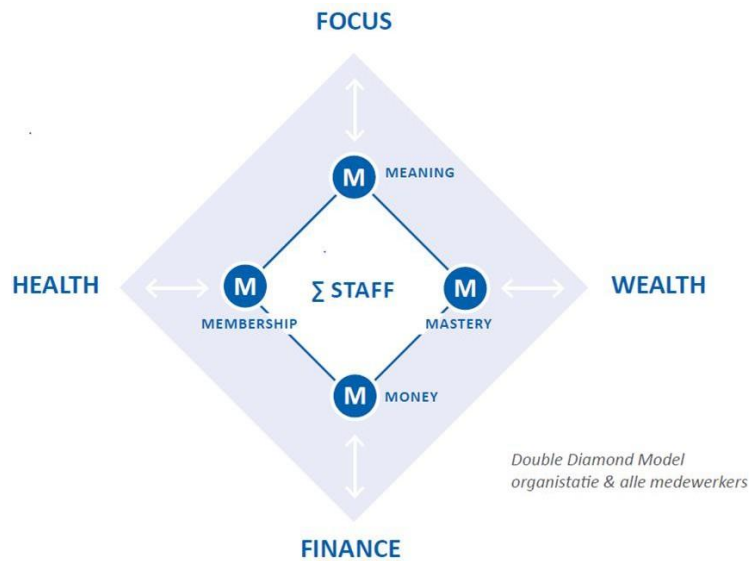 FOCUS
M MEANING
HEALTH
M
∑ STAFF
M
WEALTH
MEMBERSHIP
MASTERY
M MONEY
Double Diamond Model
organistatie & alle medewerkers
FINANCE